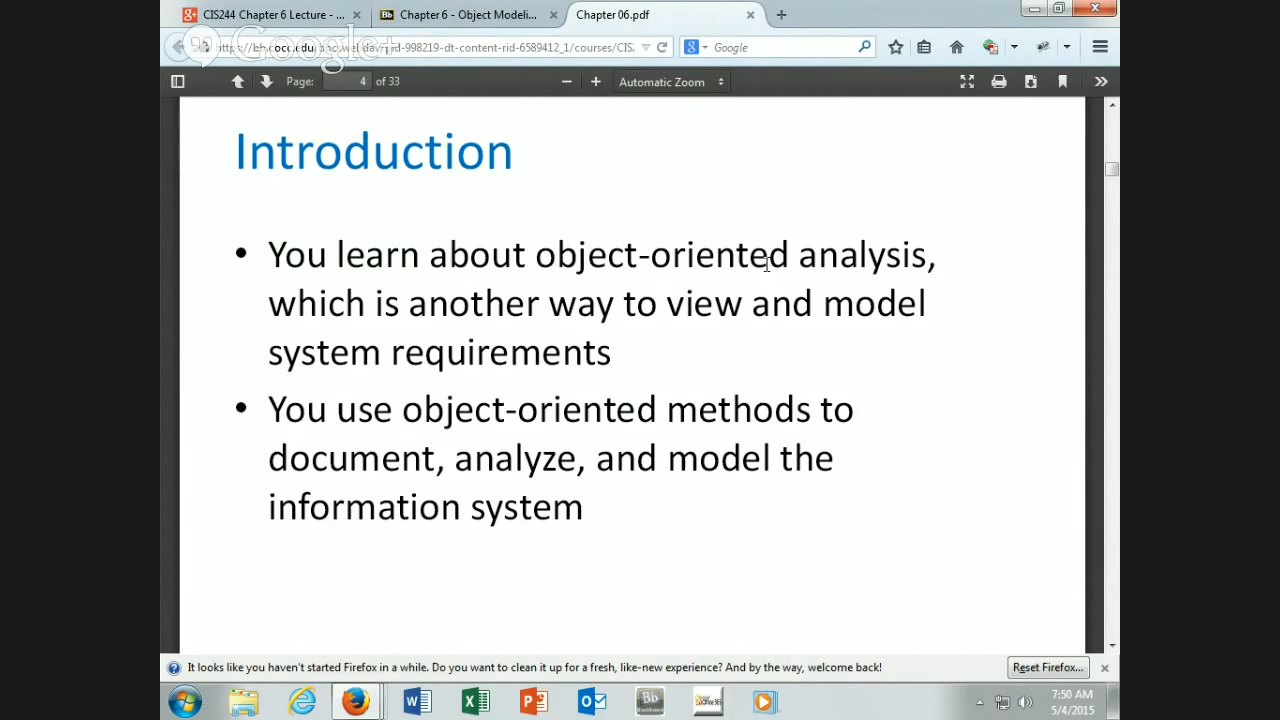 CIS244 Chapter 6 Lecture - ...
Chapter 6 - Object Modeli...
Chapter 06.pdf
Google+
Google
Page: 4 of 33
Automatic Zoom
Introduction
• You learn about object-oriented analysis,
which is another way to view and model
system requirements
• You use object-oriented methods to
document, analyze, and model the
information system
It looks like you haven't started Firefox in a while. Do you want to clean it up for a fresh, like-new experience? And by the way, welcome back!
Reset Firefox...
7:50 AM
5/4/2015